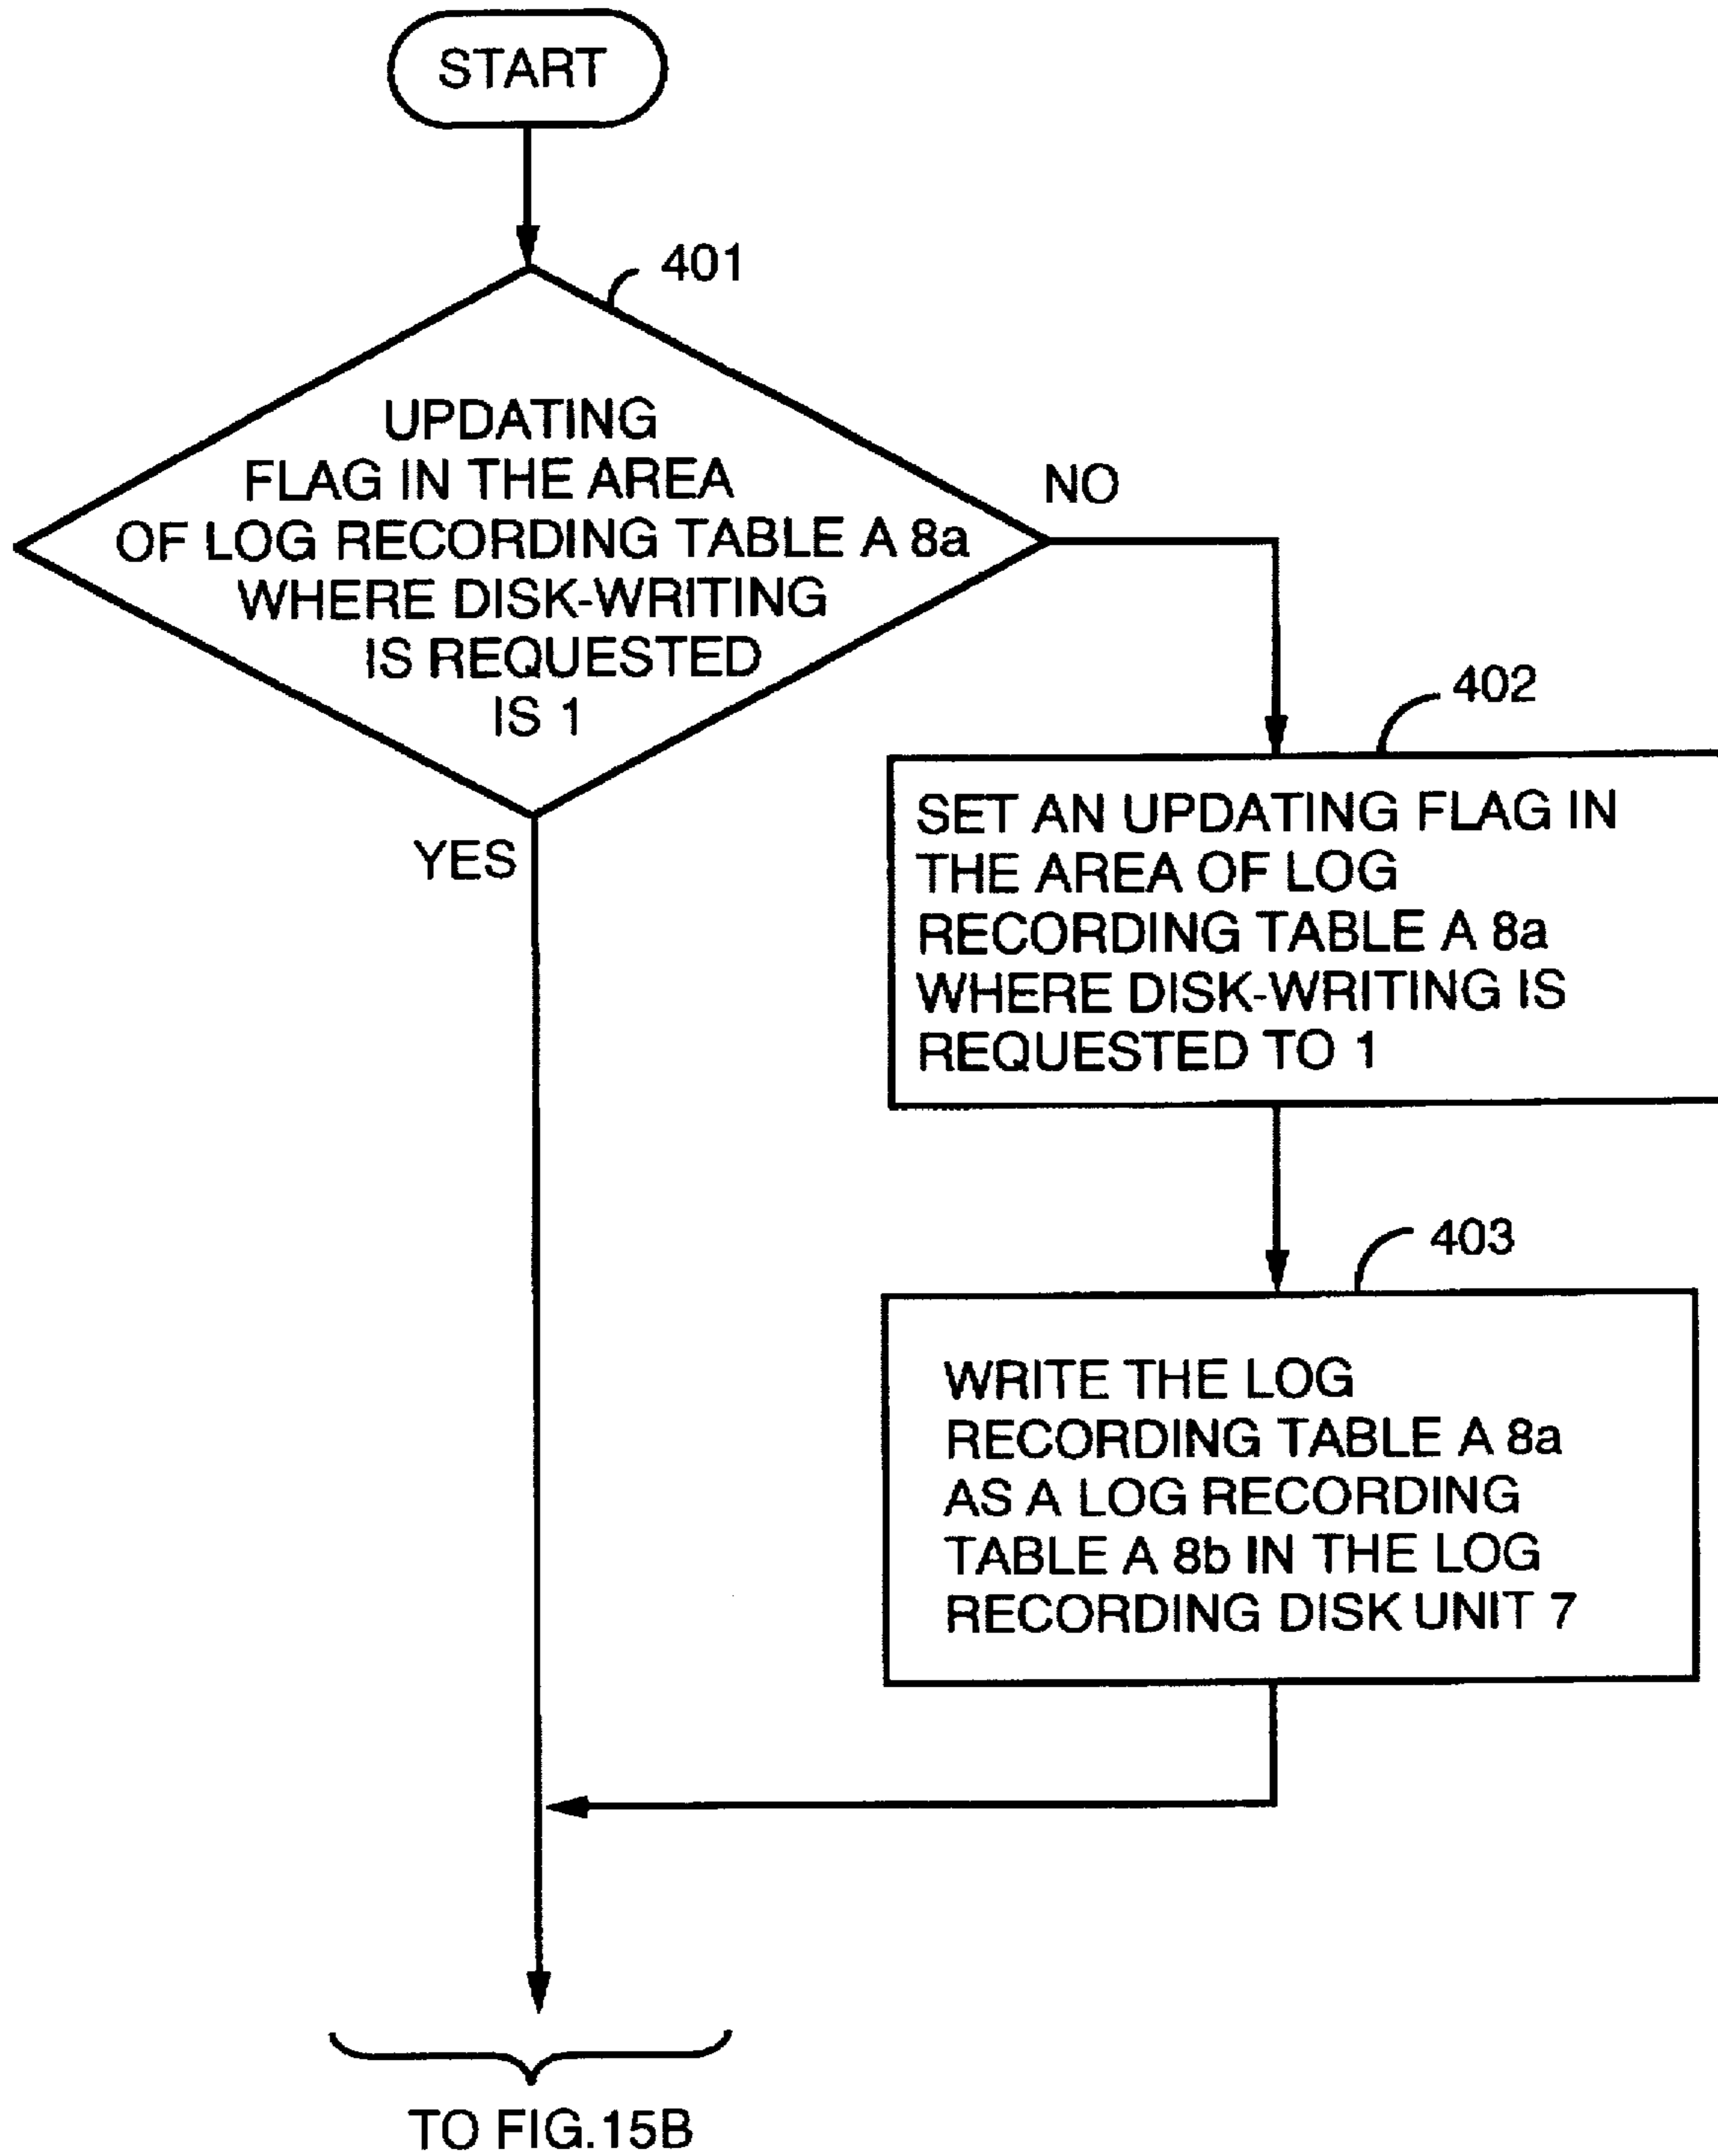 START
401
UPDATING
FLAG IN THE AREA
OF LOG RECORDING TABLE A 8a
WHERE DISK-WRITING
IS REQUESTED
IS 1
NO
YES
402
SET AN UPDATING FLAG IN
THE AREA OF LOG
RECORDING TABLE A 8a
WHERE DISK-WRITING IS
REQUESTED TO 1
403
WRITE THE LOG
RECORDING TABLE A 8a
AS A LOG RECORDING
TABLE A 8b IN THE LOG
RECORDING DISK UNIT 7
TO FIG.15B